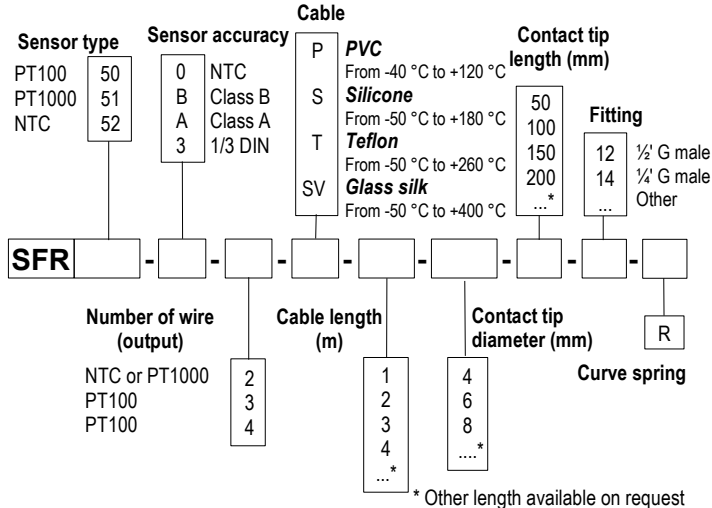 Cable
Sensor type
Sensor accuracy
Contact tip
length (mm)
PT100 50
PT1000 51
NTC 52
0 NTC
B Class B
A Class A
3 1/3 DIN
P PVC
From -40 °C to +120 °C
S Silicone
From -50 °C to +180 °C
T Teflon
From -50 °C to +260 °C
SV Glass silk
From -50 °C to +400 °C
50
100
150
200
...*
Fitting
12 ½' G male
14 ¼' G male
... Other
SFR - - - - - - - -
Number of wire
(output)
NTC or PT1000 2
PT100 3
PT100 4
Cable length
(m)
1
2
3
4
...*
Contact tip
diameter (mm)
4
6
8
....*
R
Curve spring
* Other length available on request